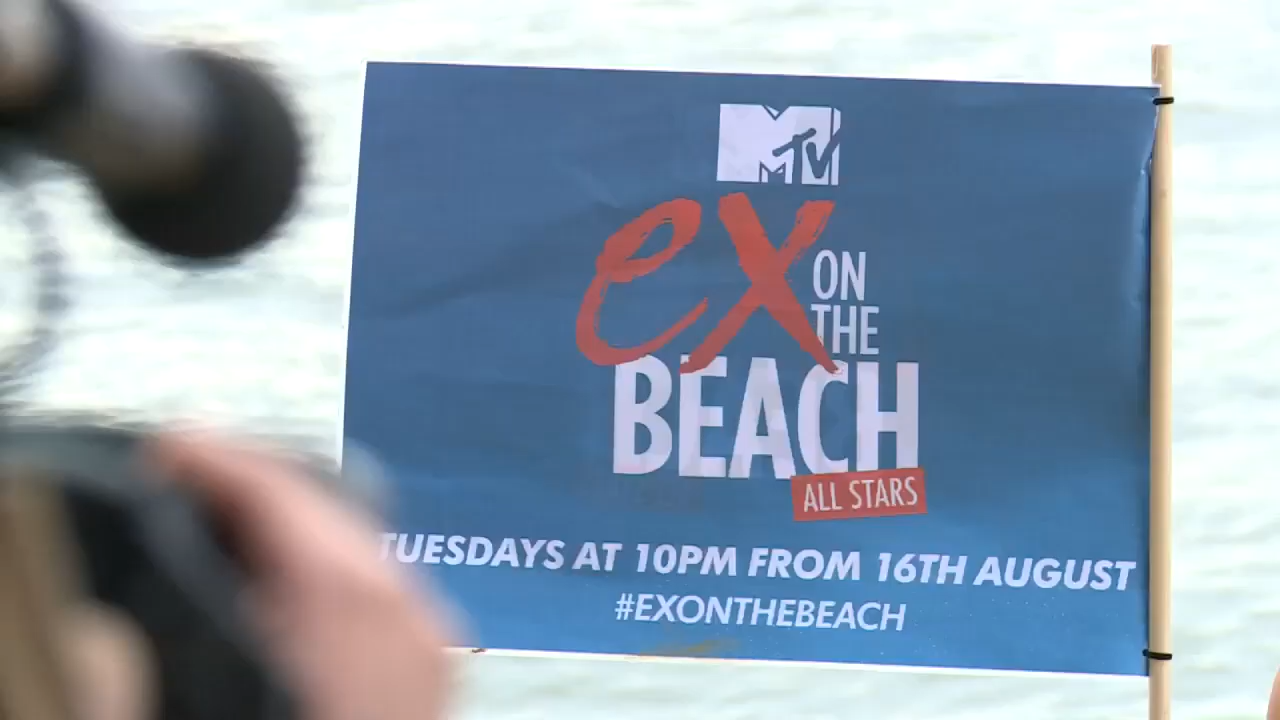 MTV
ex
ON
THE
BEACH
ALL STARS
TUESDAYS AT 10PM FROM 16TH AUGUST
#EXONTHEBEACH